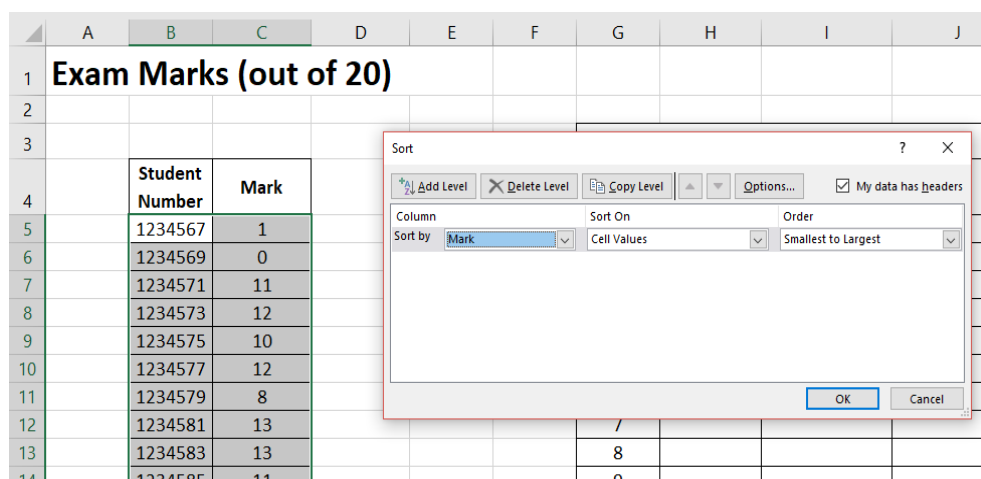 A B C D E F G H I J
1 Exam Marks (out of 20)
2
3
Student
4 Number Mark
5 1234567 1
6 1234569 0
7 1234571 11
8 1234573 12
9 1234575 10
10 1234577 12
11 1234579 8
12 1234581 13 7
13 1234583 13 8
Sort ? ×
Add Level Delete Level Copy Level Options... My data has headers
Column Sort On Order
Sort by Mark Cell Values Smallest to Largest
OK Cancel